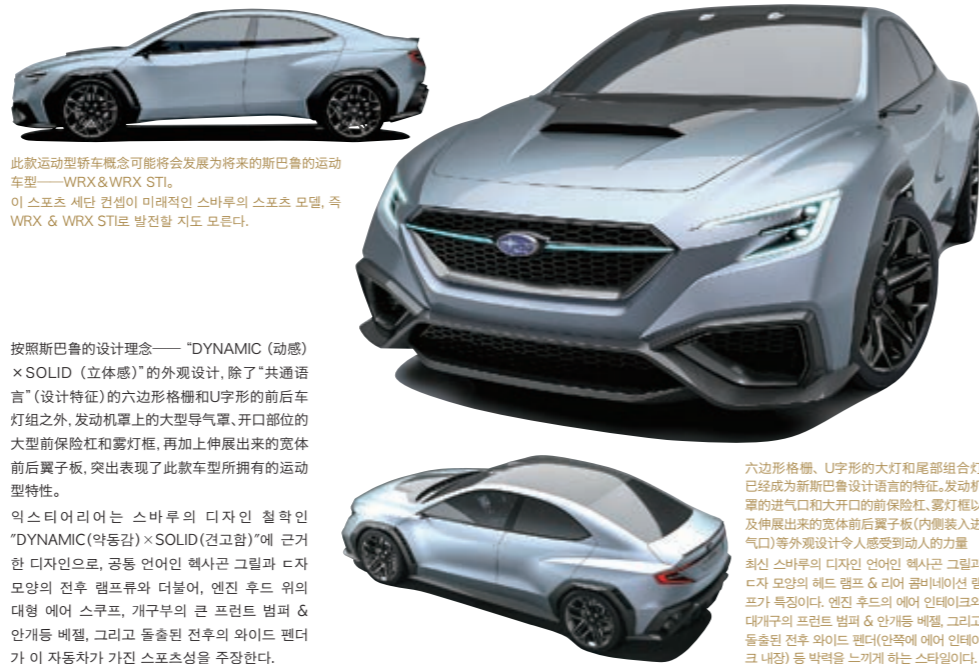 此款运动型轿车概念可能将会发展为将来的斯巴鲁的运动
车型——WRX&WRX STI。
이 스포츠 세단 컨셉이 미래적인 스바루의 스포츠 모델, 즉
WRX & WRX STI로 발전할 지도 모른다.
按照斯巴鲁的设计理念—— “DYNAMIC (动感)
×SOLID (立体感)”的外观设计, 除了“共通语
言”(设计特征)的六边形格栅和U字形的前后车
灯组之外, 发动机罩上的大型导气罩、开口部位的
大型前保险杠和雾灯框, 再加上伸展出来的宽体
前后翼子板, 突出表现了此款车型所拥有的运动
型特性。
익스티어리어는 스바루의 디자인 철학인
"DYNAMIC(약동감)×SOLID(견고함)"에 근거
한 디자인으로, 공통 언어인 헥사곤 그릴과 ㄷ자
모양의 전후 램프류와 더불어, 엔진 후드 위의
대형 에어 스쿠프, 개구부의 큰 프런트 범퍼 &
안개등 베젤, 그리고 돌출된 전후의 와이드 펜더
가 이 자동차가 가진 스포츠성을 주장한다.
六边形格栅、U字形的大灯和尾部组合灯
已经成为新斯巴鲁设计语言的特征。发动机
罩的进气口和大开口的前保险杠、雾灯框以
及伸展出来的宽体前后翼子板(内侧装入进
气口)等外观设计令人感受到动人的力量
최신 스바루의 디자인 언어인 헥사곤 그릴과
ㄷ자 모양의 헤드 램프 & 리어 콤비네이션 램
프가 특징이다. 엔진 후드의 에어 인테이크와
대개구의 프런트 범퍼 & 안개등 베젤, 그리고
돌출된 전후 와이드 펜더(안쪽에 에어 인테이
크 내장) 등 박력을 느끼게 하는 스타일이다.